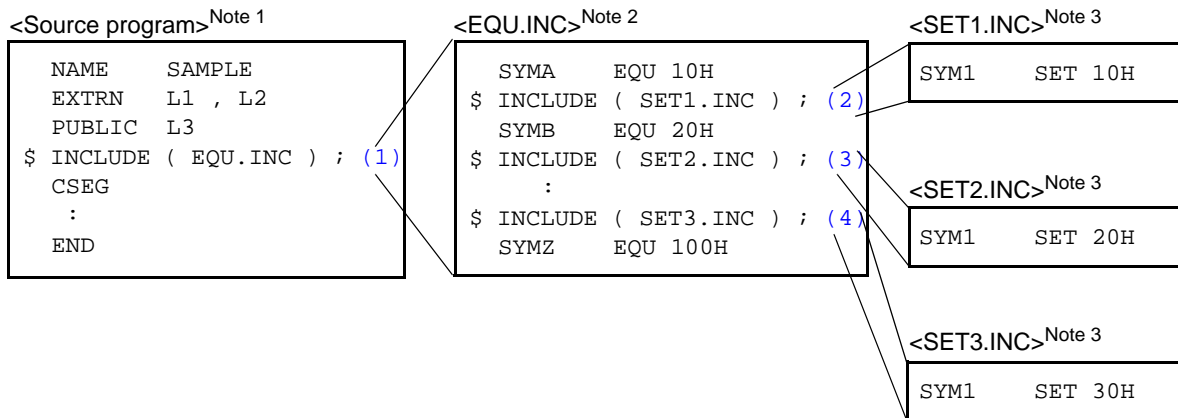 <Source program>Note 1
NAME SAMPLE
EXTRN L1 , L2
PUBLIC L3
$ INCLUDE ( EQU.INC ) ; (1)
CSEG
:
END
<EQU.INC>Note 2
SYMA EQU 10H
$ INCLUDE ( SET1.INC ) ; (2)
SYMB EQU 20H
$ INCLUDE ( SET2.INC ) ; (3)
:
$ INCLUDE ( SET3.INC ) ; (4)
SYMZ EQU 100H
<SET1.INC>Note 3
SYM1 SET 10H
<SET2.INC>Note 3
SYM1 SET 20H
<SET3.INC>Note 3
SYM1 SET 30H